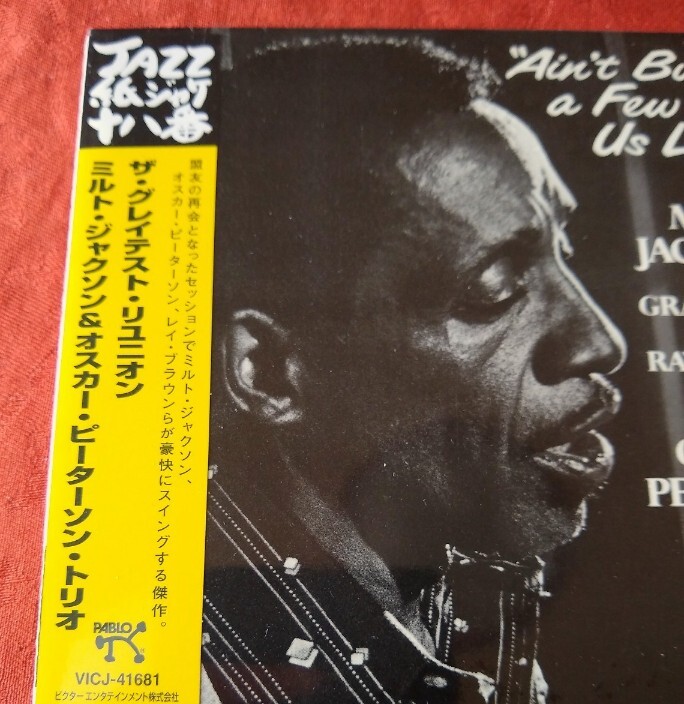 JAZZ
紙ジャケ
十八番
盟友の再会となったセッションでミルト・ジャクソン、
オスカー・ピーターソン、レイ・ブラウンらが豪快にスイングする傑作。
ザ・グレイテスト・リユニオン
ミルト・ジャクソン&オスカー・ピーターソン・トリオ
PABLO
VICJ-41681
ビクターエンタテインメント株式会社
"Ain't Bu
a Few
Us L
M
JAC
GRA
RA
PE